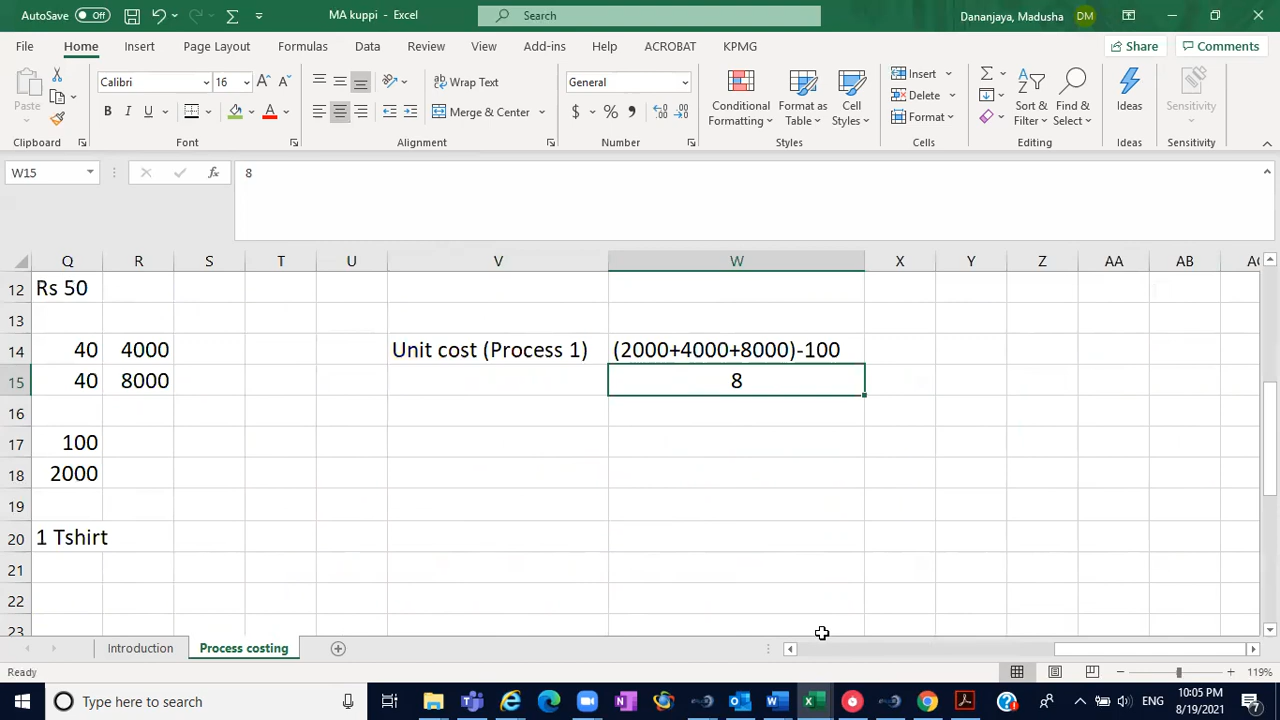 AutoSave Off MA kuppi - Excel Search Dananjaya, Madusha DM
File Home Insert Page Layout Formulas Data Review View Add-ins Help ACROBAT KPMG Share Comments
Paste Calibri 16 A A Wrap Text General Conditional Formatting Format as Table Cell Styles Insert Sort & Filter Find & Select Ideas Sensitivity
B I U A Merge & Center $ % , Delete
Format
Clipboard Font Alignment Number Styles Cells Editing Ideas Sensitivity
W15 fx 8
Q R S T U V W X Y Z AA AB AC
12 Rs 50
13
14 40 4000 Unit cost (Process 1) (2000+4000+8000)-100
15 40 8000 8
16
17 100
18 2000
19
20 1 Tshirt
21
22
23
Introduction Process costing
Ready 119%
Type here to search ENG 10:05 PM 8/19/2021 7